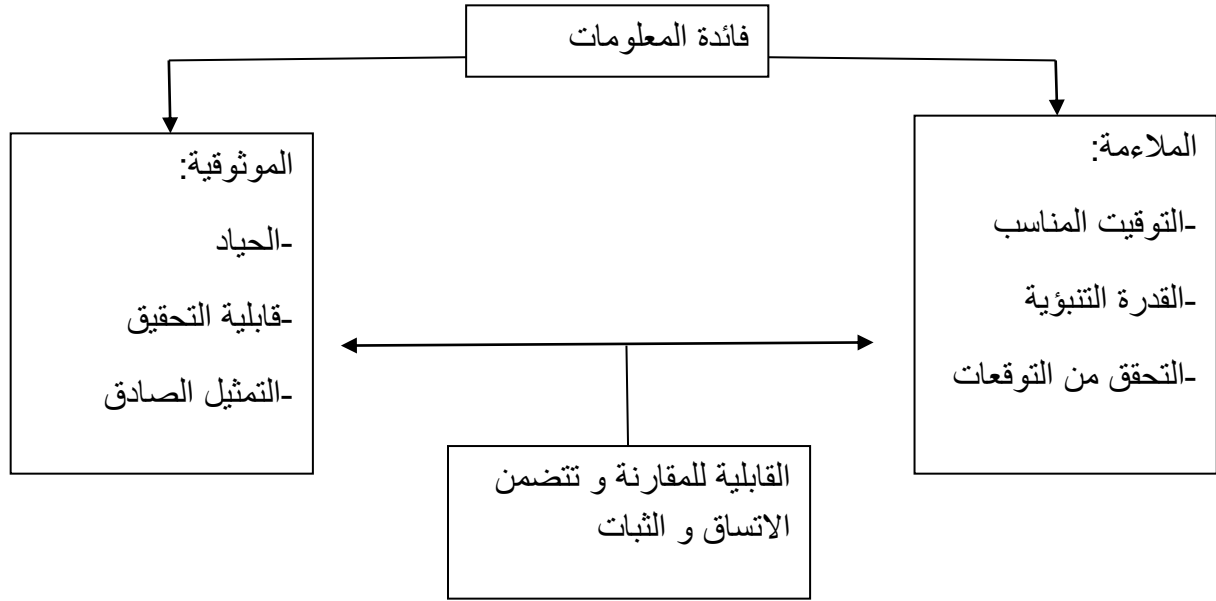 فائدة المعلومات
الملاءمة:
-التوقيت المناسب
-القدرة التنبؤية
-التحقق من التوقعات
الموثوقية:
-الحياد
-قابلية التحقيق
-التمثيل الصادق
القابلية للمقارنة و تتضمن
الاتساق و الثبات